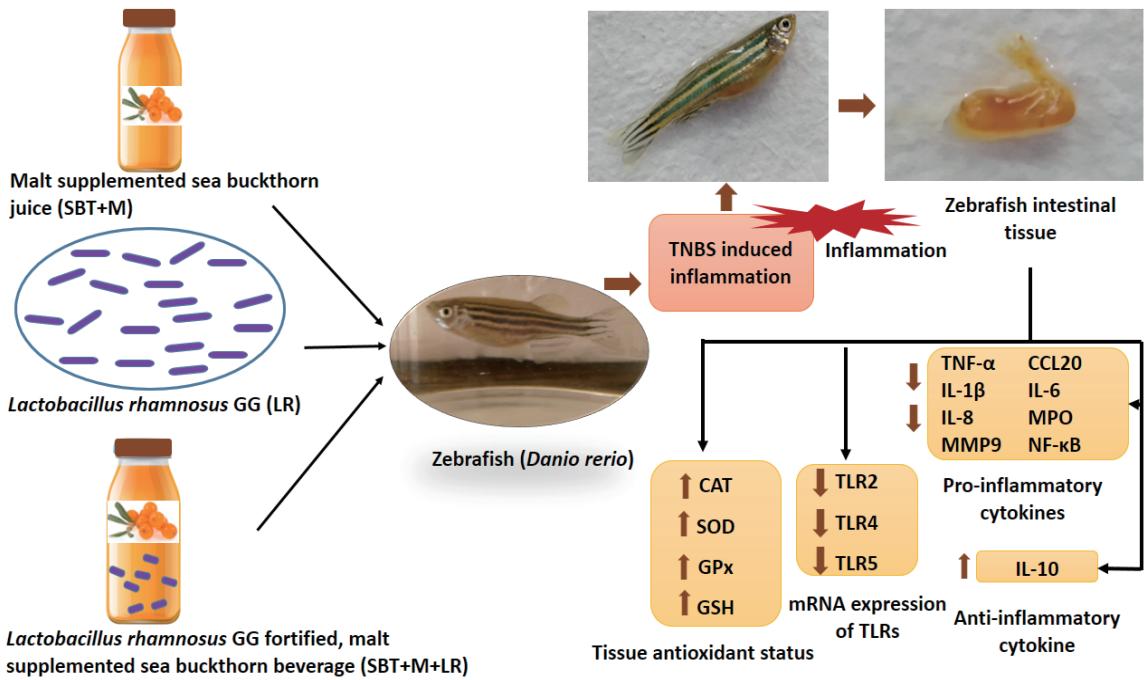 Malt supplemented sea buckthorn
juice (SBT+M)
Lactobacillus rhamnosus GG (LR)
Lactobacillus rhamnosus GG fortified, malt
supplemented sea buckthorn beverage (SBT+M+LR)
Zebrafish (Danio rerio)
TNBS induced
inflammation
Inflammation
Zebrafish intestinal
tissue
CAT
SOD
GPx
GSH
Tissue antioxidant status
TLR2
TLR4
TLR5
mRNA expression
of TLRs
TNF-α CCL20
IL-1β IL-6
IL-8 MPO
MMP9 NF-κB
Pro-inflammatory
cytokines
IL-10
Anti-inflammatory
cytokine